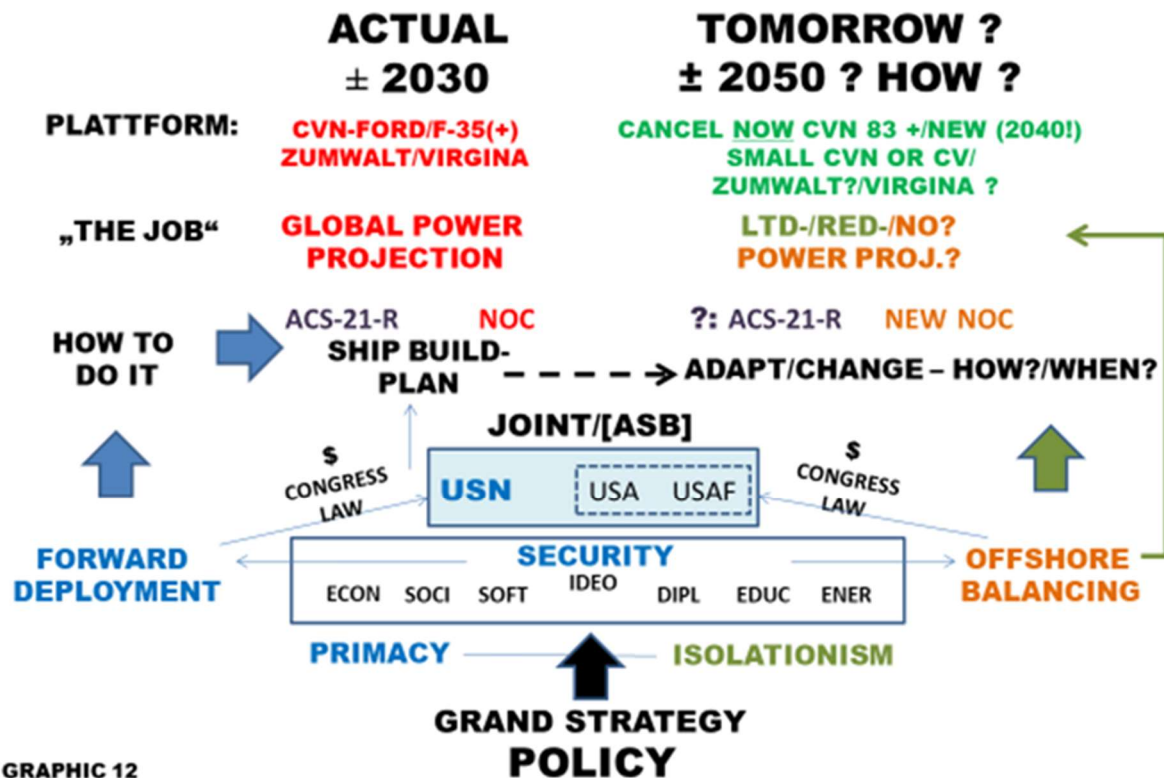 ACTUAL
± 2030
TOMORROW ?
± 2050 ? HOW ?
PLATTFORM:
CVN-FORD/F-35(+)
ZUMWALT/VIRGINA
CANCEL NOW CVN 83 +/NEW (2040!)
SMALL CVN OR CV/
ZUMWALT?/VIRGINA ?
„THE JOB“
GLOBAL POWER
PROJECTION
LTD-/RED-/NO?
POWER PROJ.?
HOW TO
DO IT
ACS-21-R NOC
SHIP BUILD-
PLAN
?: ACS-21-R NEW NOC
ADAPT/CHANGE – HOW?/WHEN?
JOINT/[ASB]
$
CONGRESS
LAW
USN USA USAF
$
CONGRESS
LAW
FORWARD
DEPLOYMENT
SECURITY
ECON SOCI SOFT IDEO DIPL EDUC ENER
OFFSHORE
BALANCING
PRIMACY ISOLATIONISM
GRAND STRATEGY
POLICY
GRAPHIC 12